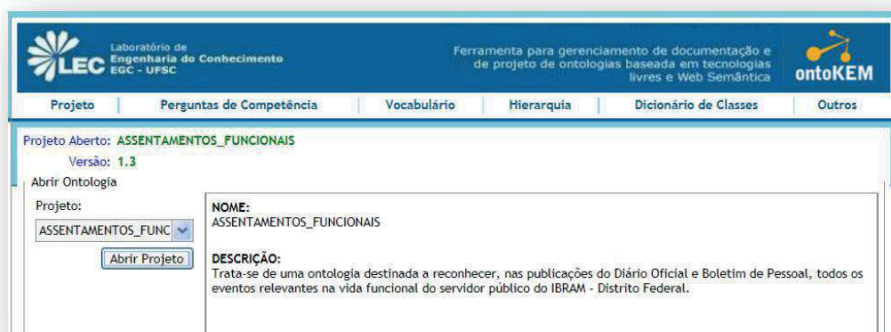 LEC
Laboratório de
Engenharia do Conhecimento
EGC - UFSC
Ferramenta para gerenciamento de documentação e
de projeto de ontologias baseada em tecnologias
livres e Web Semântica
ontoKEM
Projeto Perguntas de Competência Vocabulário Hierarquia Dicionário de Classes Outros
Projeto Aberto: ASSENTAMENTOS_FUNCIONAIS
Versão: 1.3
Abrir Ontologia
Projeto:
ASSENTAMENTOS_FUNC
Abrir Projeto
NOME:
ASSENTAMENTOS_FUNCIONAIS
DESCRIÇÃO:
Trata-se de uma ontologia destinada a reconhecer, nas publicações do Diário Oficial e Boletim de Pessoal, todos os
eventos relevantes na vida funcional do servidor público do IBRAM - Distrito Federal.